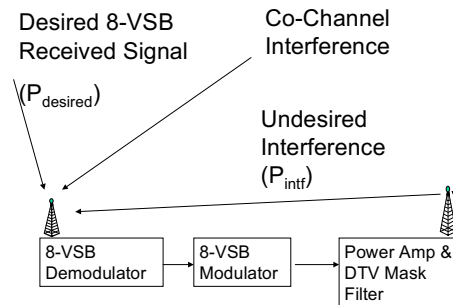 Desired 8-VSB
Received Signal
(Pdesired)
Co-Channel
Interference
Undesired
Interference
(Pintf)
8-VSB
Demodulator
8-VSB
Modulator
Power Amp &
DTV Mask
Filter